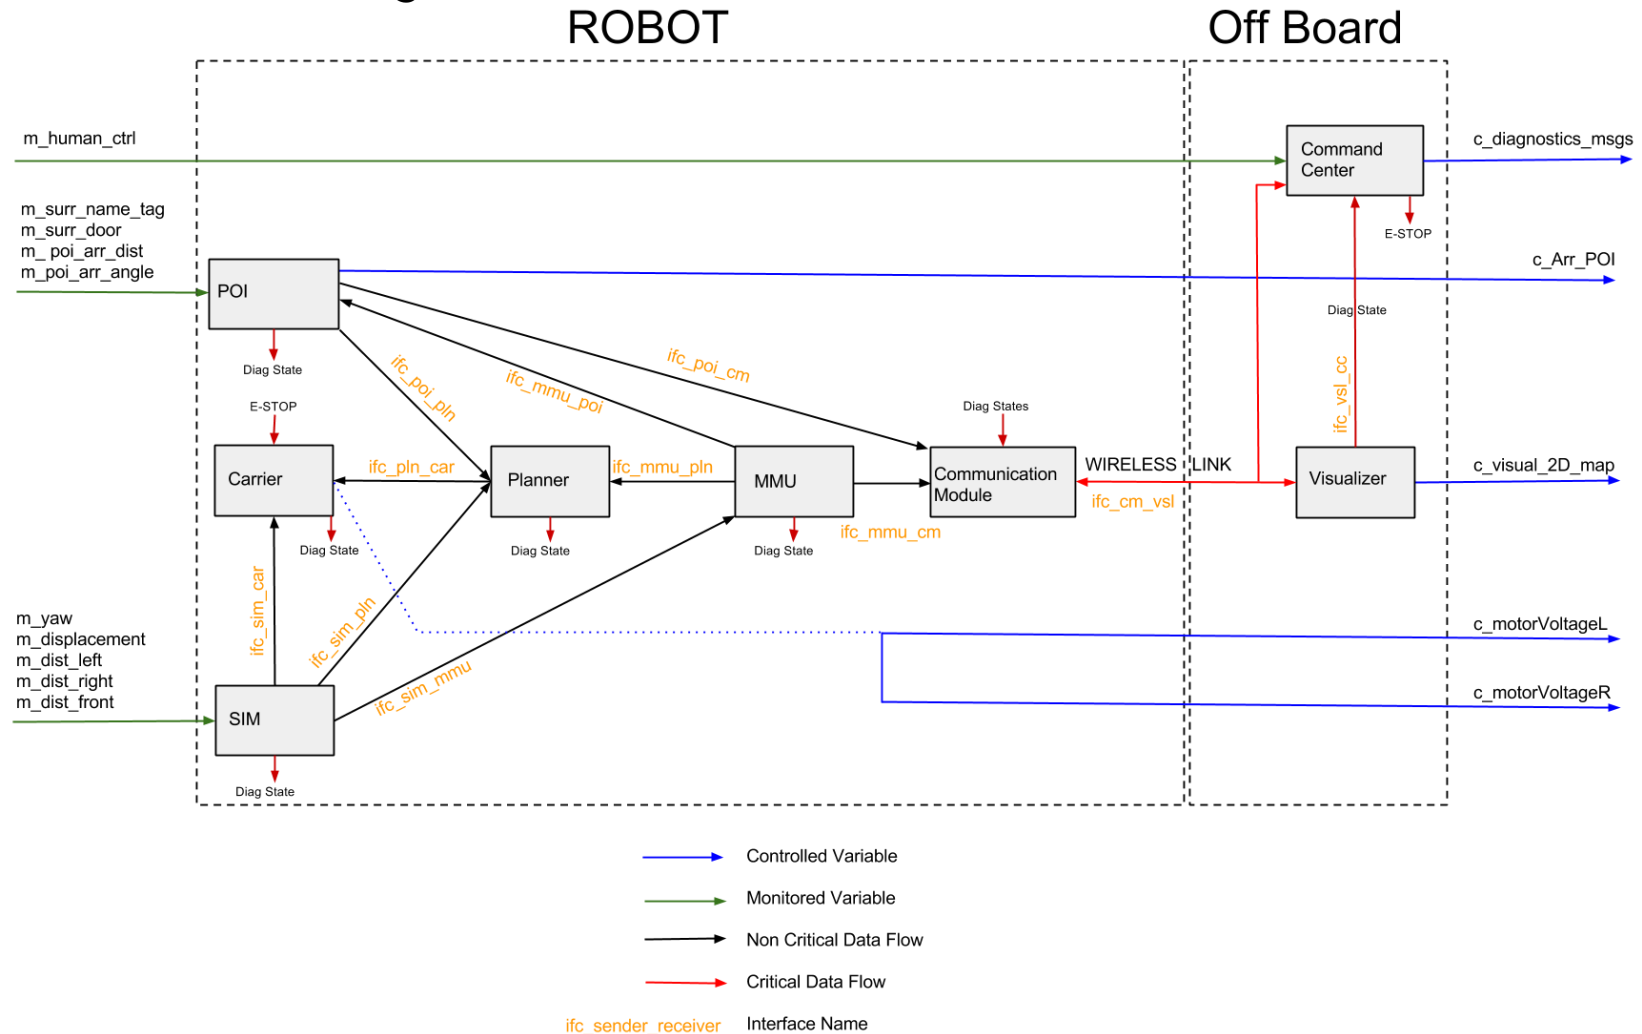 ROBOT
Off Board
m_human_ctrl
Command
Center
c_diagnostics_msgs
m_surr_name_tag
m_surr_door
m_ poi_arr_dist
m_poi_arr_angle
E-STOP
c_Arr_POI
POI
Diag State
Diag State
ifc_poi_cm
ifc_poi_pln
ifc_mmu_poi
ifc_vsl_cc
E-STOP
Diag States
Carrier
ifc_pln_car
Planner
ifc_mmu_pln
MMU
Communication
Module
WIRELESS LINK
Visualizer
c_visual_2D_map
ifc_cm_vsl
ifc_mmu_cm
Diag State
Diag State
Diag State
ifc_sim_car
ifc_sim_pln
ifc_sim_mmu
m_yaw
m_displacement
m_dist_left
m_dist_right
m_dist_front
c_motorVoltageL
c_motorVoltageR
SIM
Diag State
Controlled Variable
Monitored Variable
Non Critical Data Flow
Critical Data Flow
ifc_sender_receiver Interface Name